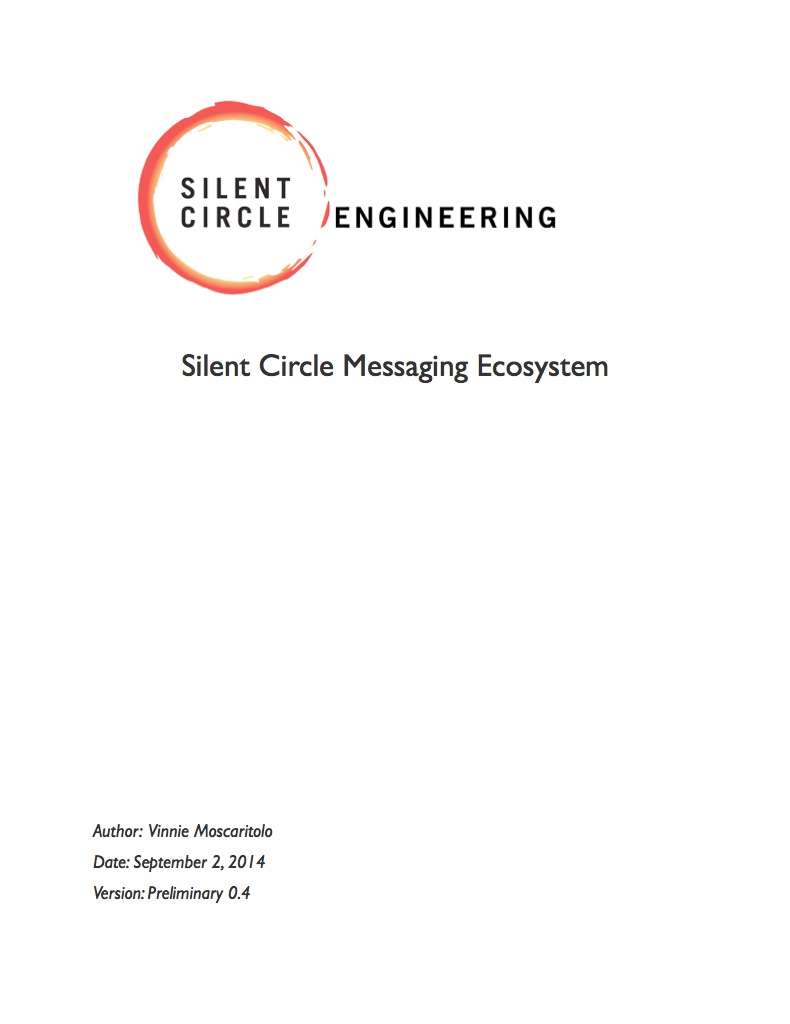 SILENT
CIRCLE
ENGINEERING
Silent Circle Messaging Ecosystem
Author: Vinnie Moscaritolo
Date: September 2, 2014
Version: Preliminary 0.4